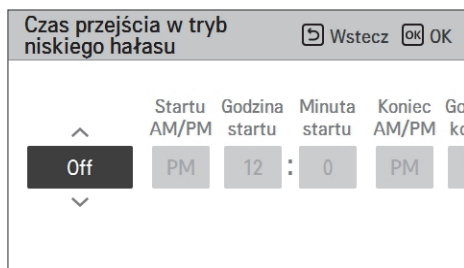 Czas przejścia w tryb
niskiego hałasu
Wstecz OK OK
Startu Godzina Minuta Koniec
AM/PM startu startu AM/PM
Off PM 12 : 0 PM